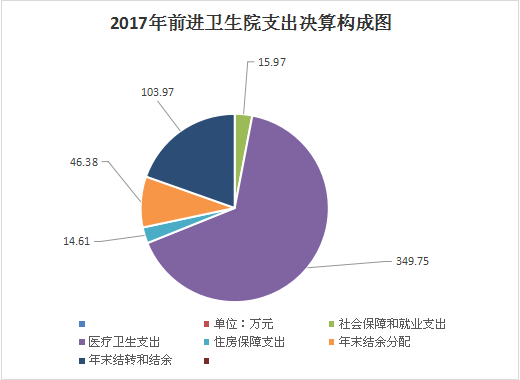 2017年前进卫生院支出决算构成图
15.97
103.97
46.38
14.61
349.75
单位：万元
社会保障和就业支出
医疗卫生支出
住房保障支出
年末结余分配
年末结转和结余